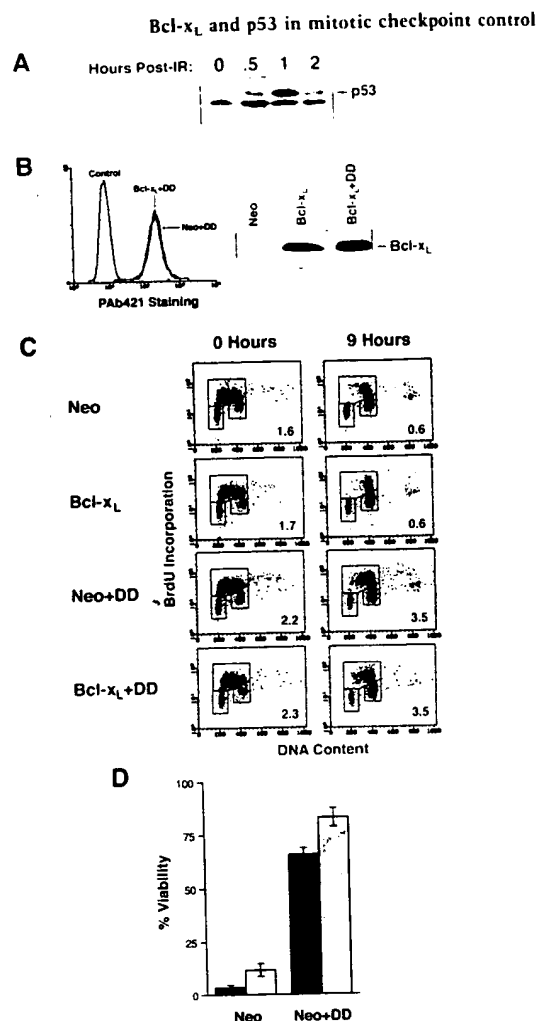 Bcl-xL and p53 in mitotic checkpoint control
A
Hours Post-IR: 0 .5 1 2
p53
B
Control
Bcl-xL+DD
Neo+DD
PAb421 Staining
Neo
Bcl-xL
Bcl-xL+DD
Bcl-xL
C
0 Hours
9 Hours
Neo
1.6
0.6
Bcl-xL
1.7
0.6
Neo+DD
2.2
3.5
Bcl-xL+DD
2.3
3.5
BrdU Incorporation
DNA Content
D
100
75
50
25
0
% Viability
Neo
Neo+DD